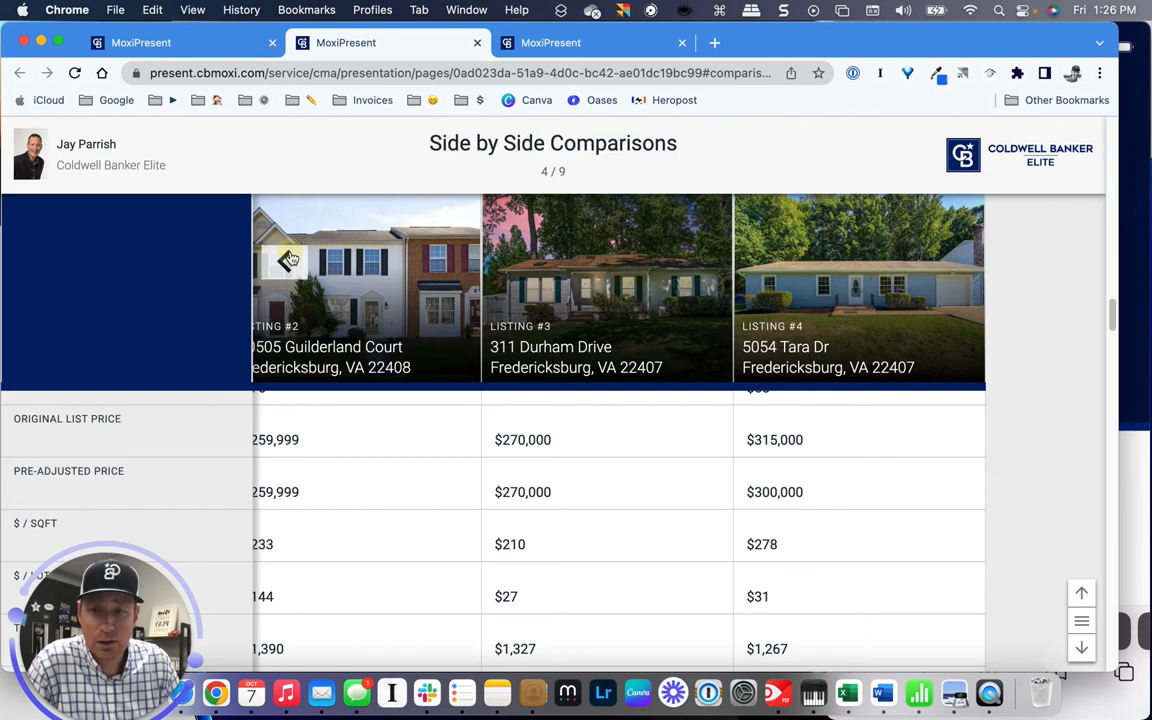 Chrome File Edit View History Bookmarks Profiles Tab Window Help Fri 1:26 PM
MoxiPresent
MoxiPresent
MoxiPresent
present.cbmoxi.com/service/cma/presentation/pages/0ad023da-51a9-4d0c-bc42-ae01dc19bc99#comparis...
iCloud Google Invoices $ Canva Oases Heropost Other Bookmarks
Jay Parrish
Coldwell Banker Elite
Side by Side Comparisons
4 / 9
COLDWELL BANKER
ELITE
TING #2
LISTING #3
LISTING #4
0505 Guilderland Court
311 Durham Drive
5054 Tara Dr
edericksburg, VA 22408
Fredericksburg, VA 22407
Fredericksburg, VA 22407
ORIGINAL LIST PRICE
259,999 $270,000 $315,000
PRE-ADJUSTED PRICE
259,999 $270,000 $300,000
$ / SQFT
233 $210 $278
144 $27 $31
1,390 $1,327 $1,267
OCT
7
1